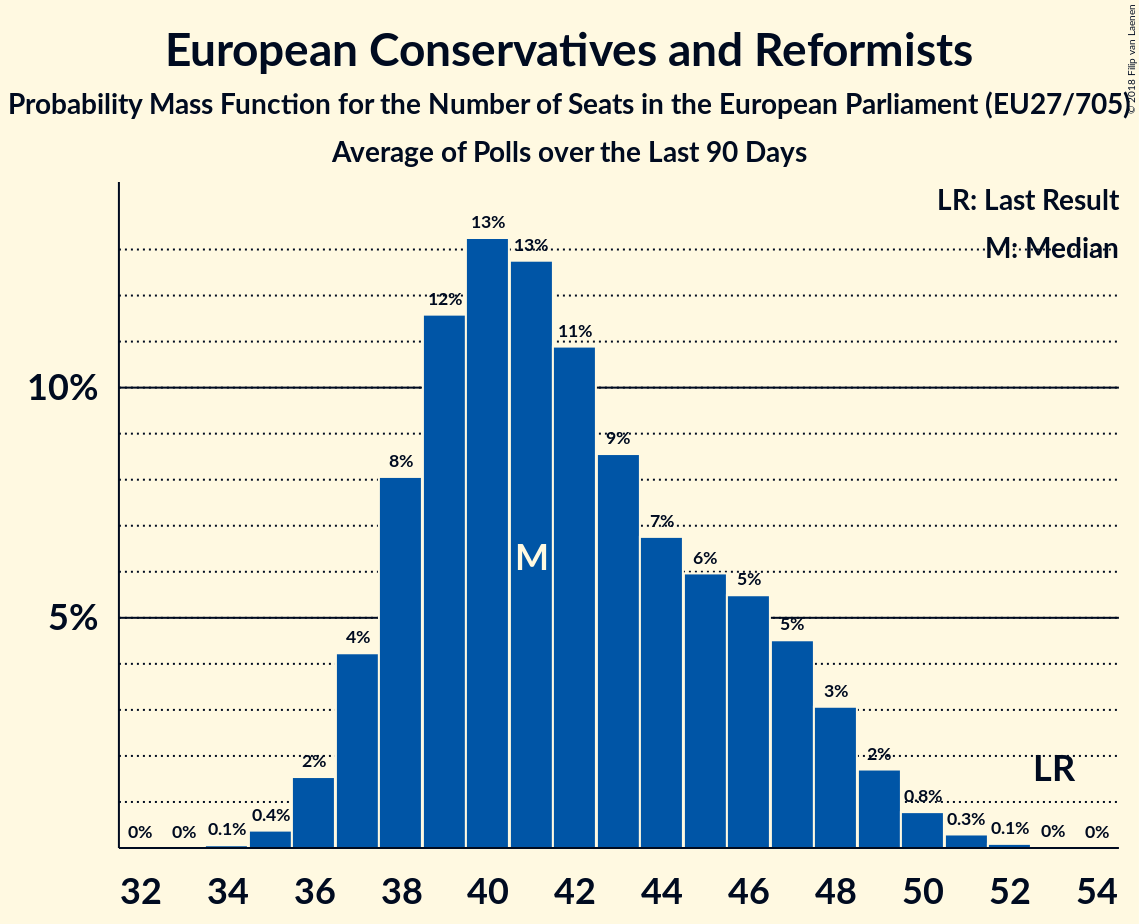 European Conservatives and Reformists
Probability Mass Function for the Number of Seats in the European Parliament (EU27/705)
Average of Polls over the Last 90 Days
© 2018 Filip van Laenen
LR: Last Result
M: Median
10%
5%
0% 0% 0.1% 0.4% 2% 4% 8% 12% 13% 13% 11% 9% 7% 6% 5% 5% 3% 2% 0.8% 0.3% 0.1% 0% 0%
M
LR
32 34 36 38 40 42 44 46 48 50 52 54